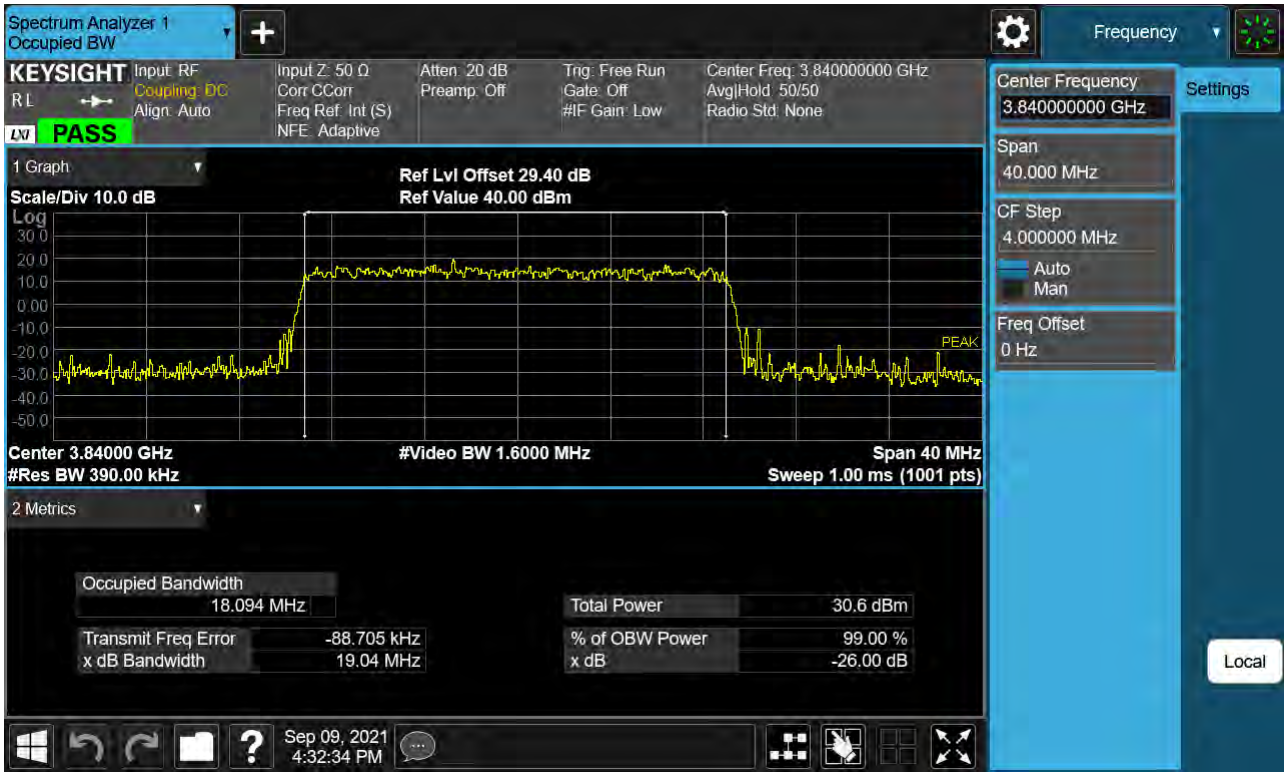 Spectrum Analyzer 1
Occupied BW
Frequency
KEYSIGHT
RL
LXI
PASS
Input: RF
Coupling: DC
Align: Auto
Input Z: 50 Ω
Corr CCorr
Freq Ref: Int (S)
NFE: Adaptive
Atten: 20 dB
Preamp: Off
Trig: Free Run
Gate: Off
#IF Gain: Low
Center Freq: 3.840000000 GHz
Avg|Hold: 50/50
Radio Std: None
Center Frequency
3.840000000 GHz
Settings
Span
40.000 MHz
CF Step
4.000000 MHz
Auto
Man
Freq Offset
0 Hz
Local
1 Graph
Scale/Div 10.0 dB
Ref Lvl Offset 29.40 dB
Ref Value 40.00 dBm
Log
30.0
20.0
10.0
0.00
-10.0
-20.0
-30.0
-40.0
-50.0
PEAK
Center 3.84000 GHz
#Video BW 1.6000 MHz
Span 40 MHz
#Res BW 390.00 kHz
Sweep 1.00 ms (1001 pts)
2 Metrics
Occupied Bandwidth
18.094 MHz
Total Power 30.6 dBm
Transmit Freq Error -88.705 kHz
% of OBW Power 99.00 %
x dB Bandwidth 19.04 MHz
x dB -26.00 dB
?
Sep 09, 2021
4:32:34 PM